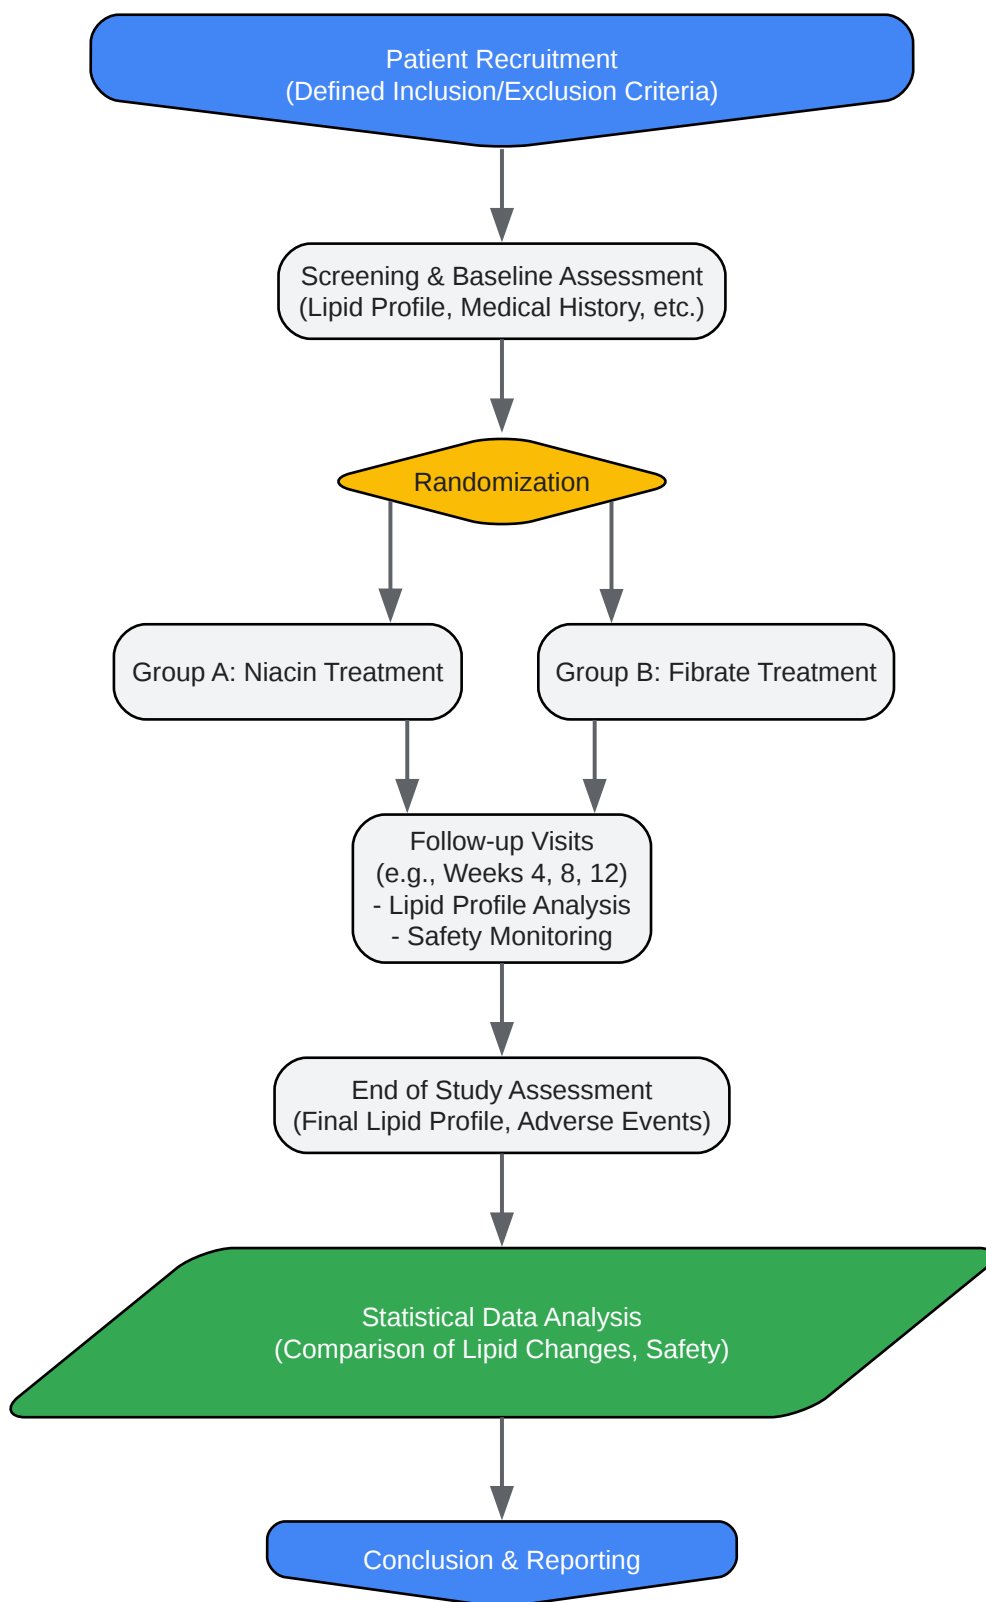 Patient Recruitment
(Defined Inclusion/Exclusion Criteria)
Screening & Baseline Assessment
(Lipid Profile, Medical History, etc.)
Randomization
Group A: Niacin Treatment
Group B: Fibrate Treatment
Follow-up Visits
(e.g., Weeks 4, 8, 12)
- Lipid Profile Analysis
- Safety Monitoring
End of Study Assessment
(Final Lipid Profile, Adverse Events)
Statistical Data Analysis
(Comparison of Lipid Changes, Safety)
Conclusion & Reporting